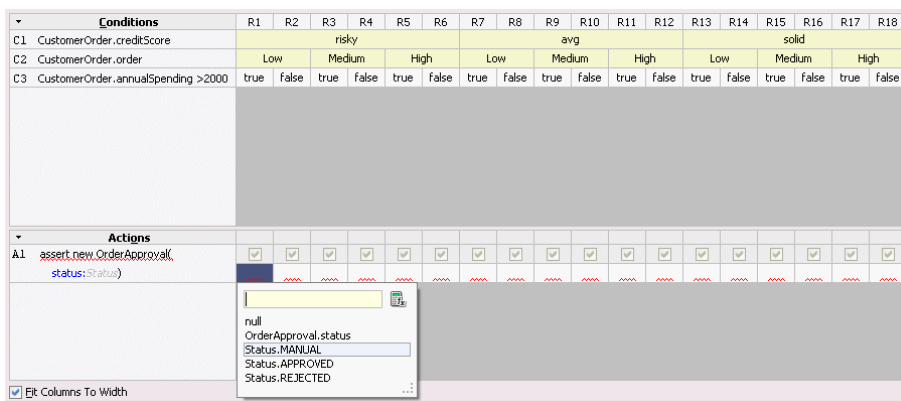 Conditions R1 R2 R3 R4 R5 R6 R7 R8 R9 R10 R11 R12 R13 R14 R15 R16 R17 R18
C1 CustomerOrder.creditScore risky avg solid
C2 CustomerOrder.order Low Medium High Low Medium High Low Medium High
C3 CustomerOrder.annualSpending >2000 true false true false true false true false true false true false true false true false true false
Actions
A1 assert new OrderApproval(
status:Status)
null
OrderApproval.status
Status.MANUAL
Status.APPROVED
Status.REJECTED
Fit Columns To Width